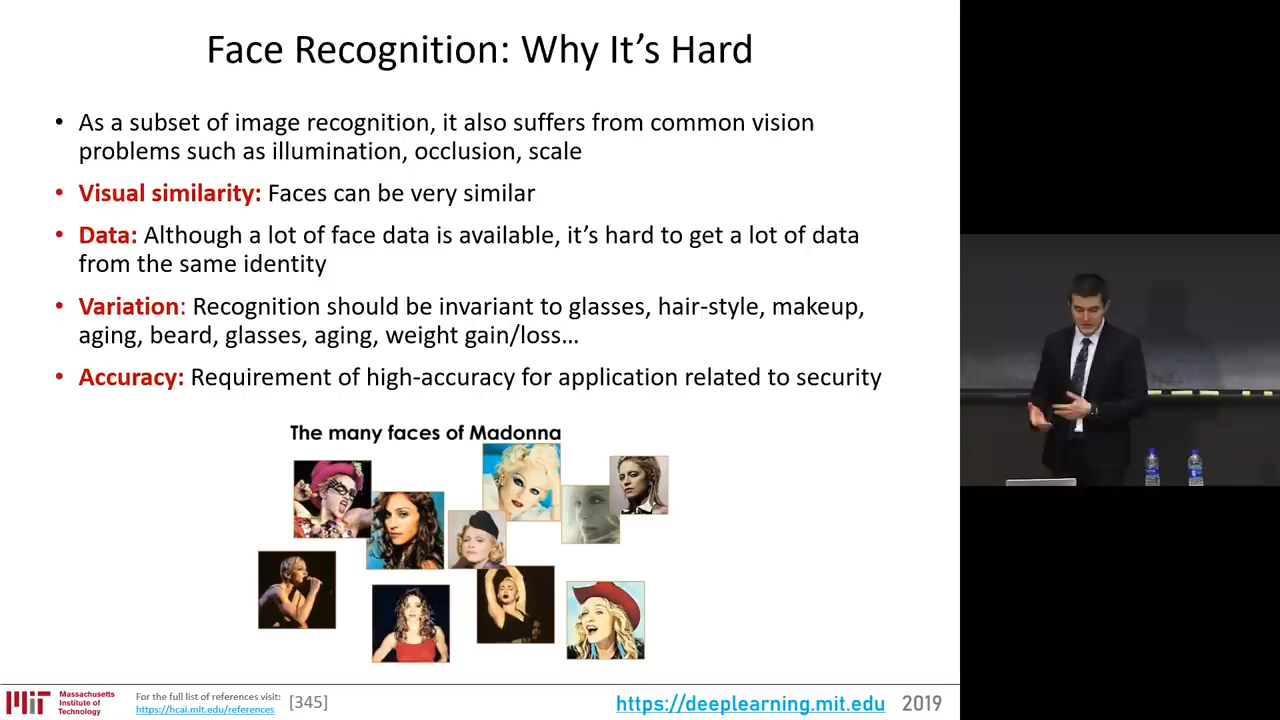 Face Recognition: Why It's Hard
• As a subset of image recognition, it also suffers from common vision
problems such as illumination, occlusion, scale
• Visual similarity: Faces can be very similar
• Data: Although a lot of face data is available, it's hard to get a lot of data
from the same identity
• Variation: Recognition should be invariant to glasses, hair-style, makeup,
aging, beard, glasses, aging, weight gain/loss…
• Accuracy: Requirement of high-accuracy for application related to security
The many faces of Madonna
MIT
Massachusetts
Institute of
Technology
For the full list of references visit:
https://hcai.mit.edu/references
[345]
https://deeplearning.mit.edu 2019